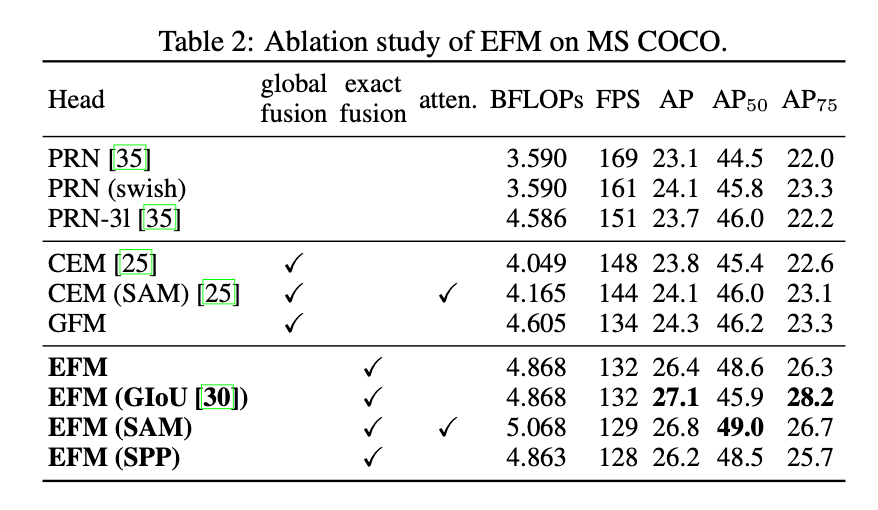 Table 2: Ablation study of EFM on MS COCO.
Head global fusion exact fusion atten. BFLOPs FPS AP AP50 AP75
PRN [35] 3.590 169 23.1 44.5 22.0
PRN (swish) 3.590 161 24.1 45.8 23.3
PRN-3l [35] 4.586 151 23.7 46.0 22.2
CEM [25] ✓ 4.049 148 23.8 45.4 22.6
CEM (SAM) [25] ✓ ✓ 4.165 144 24.1 46.0 23.1
GFM ✓ 4.605 134 24.3 46.2 23.3
EFM ✓ 4.868 132 26.4 48.6 26.3
EFM (GIoU [30]) ✓ 4.868 132 27.1 45.9 28.2
EFM (SAM) ✓ ✓ 5.068 129 26.8 49.0 26.7
EFM (SPP) ✓ 4.863 128 26.2 48.5 25.7